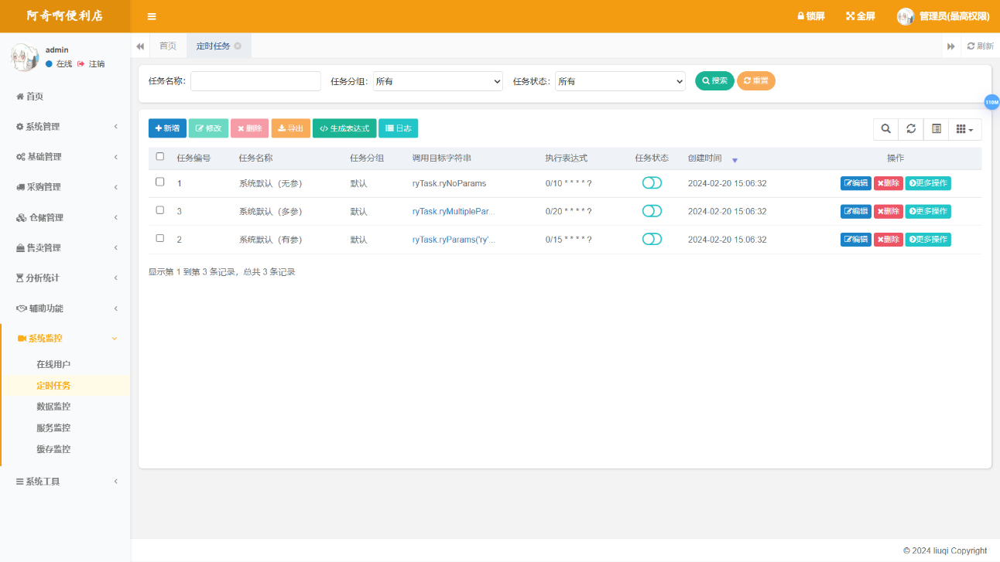 阿奇啊便利店
锁屏
全屏
管理员(最高权限)
admin
在线
注销
首页
定时任务
刷新
任务名称:
任务分组: 所有
任务状态: 所有
搜索
重置
110M
首页
系统管理
基础管理
采购管理
仓储管理
售卖管理
分析统计
辅助功能
系统监控
在线用户
定时任务
数据监控
服务监控
缓存监控
系统工具
新增
修改
删除
导出
生成表达式
日志
任务编号 任务名称 任务分组 调用目标字符串 执行表达式 任务状态 创建时间 操作
1 系统默认（无参） 默认 ryTask.ryNoParams 0/10 * * * * ? 2024-02-20 15:06:32 编辑 删除 更多操作
3 系统默认（多参） 默认 ryTask.ryMultiplePar... 0/20 * * * * ? 2024-02-20 15:06:32 编辑 删除 更多操作
2 系统默认（有参） 默认 ryTask.ryParams('ry'... 0/15 * * * * ? 2024-02-20 15:06:32 编辑 删除 更多操作
显示第 1 到第 3 条记录，总共 3 条记录
© 2024 liuqi Copyright